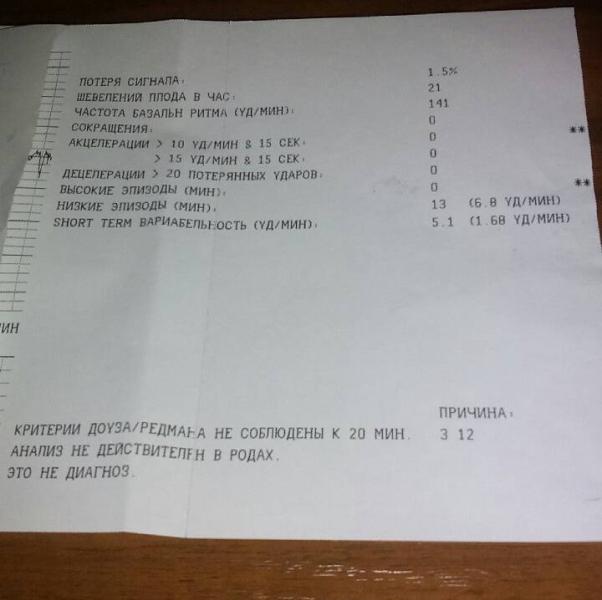 ПОТЕРЯ СИГНАЛА: 1.5%
ШЕВЕЛЕНИЙ ПЛОДА В ЧАС: 21
ЧАСТОТА БАЗАЛЬН РИТМА (УД/МИН): 141
СОКРАЩЕНИЯ: 0
АКЦЕЛЕРАЦИИ > 10 УД/МИН & 15 СЕК: 0 **
> 15 УД/МИН & 15 СЕК: 0
ДЕЦЕЛЕРАЦИИ > 20 ПОТЕРЯННЫХ УДАРОВ: 0
ВЫСОКИЕ ЭПИЗОДЫ (МИН): 0 **
НИЗКИЕ ЭПИЗОДЫ (МИН): 13 (6.8 УД/МИН)
SHORT TERM ВАРИАБЕЛЬНОСТЬ (УД/МИН): 5.1 (1.68 УД/МИН)
ИН
ПРИЧИНА:
КРИТЕРИИ ДОУЗА/РЕДМАНА НЕ СОБЛЮДЕНЫ К 20 МИН. 3 12
АНАЛИЗ НЕ ДЕЙСТВИТЕЛЕН В РОДАХ.
ЭТО НЕ ДИАГНОЗ.